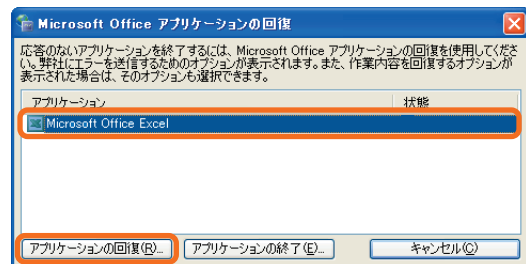 Microsoft Office アプリケーションの回復
応答のないアプリケーションを終了するには、Microsoft Office アプリケーションの回復を使用してくださ
い。弊社にエラーを送信するためのオプションが表示されます。また、作業内容を回復するオプションが
表示された場合は、そのオプションも選択できます。
アプリケーション 状態
Microsoft Office Excel
アプリケーションの回復(R)... アプリケーションの終了(E)... キャンセル(C)